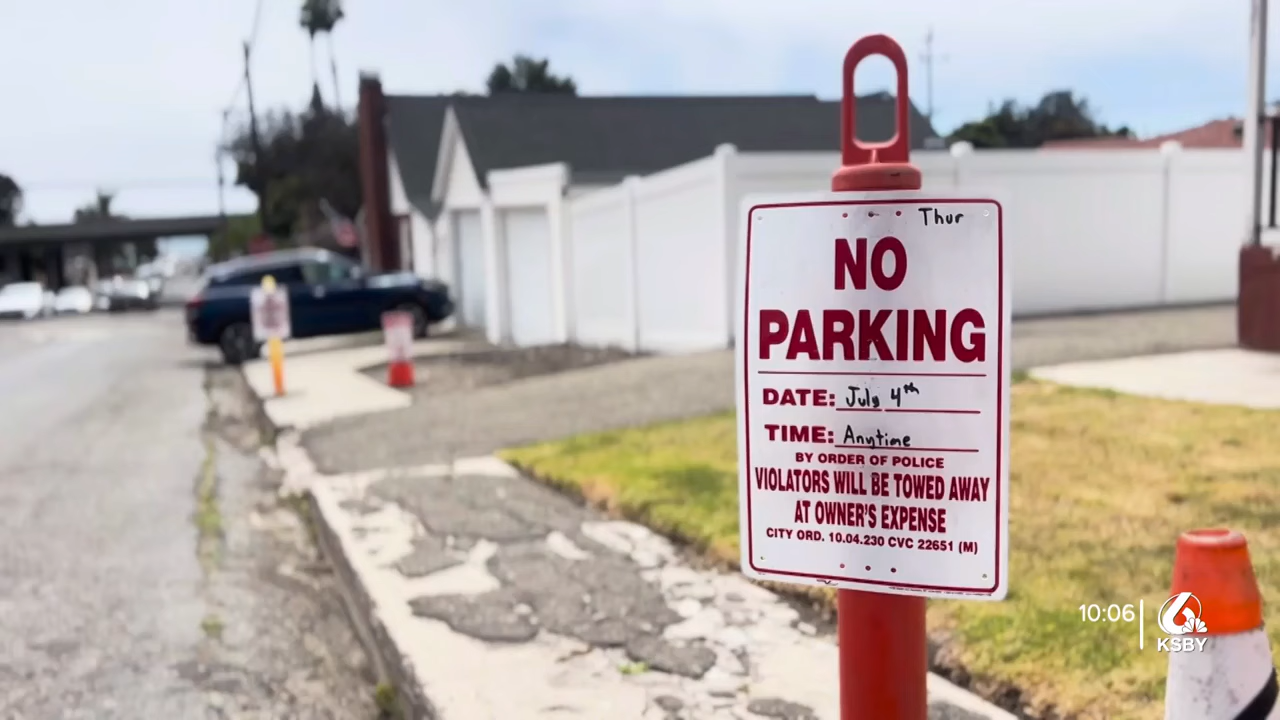 Thur
NO
PARKING
DATE: July 4th
TIME: Anytime
BY ORDER OF POLICE
VIOLATORS WILL BE TOWED AWAY
AT OWNER'S EXPENSE
CITY ORD. 10.04.230 CVC 22651 (M)
10:06
6
KSBY